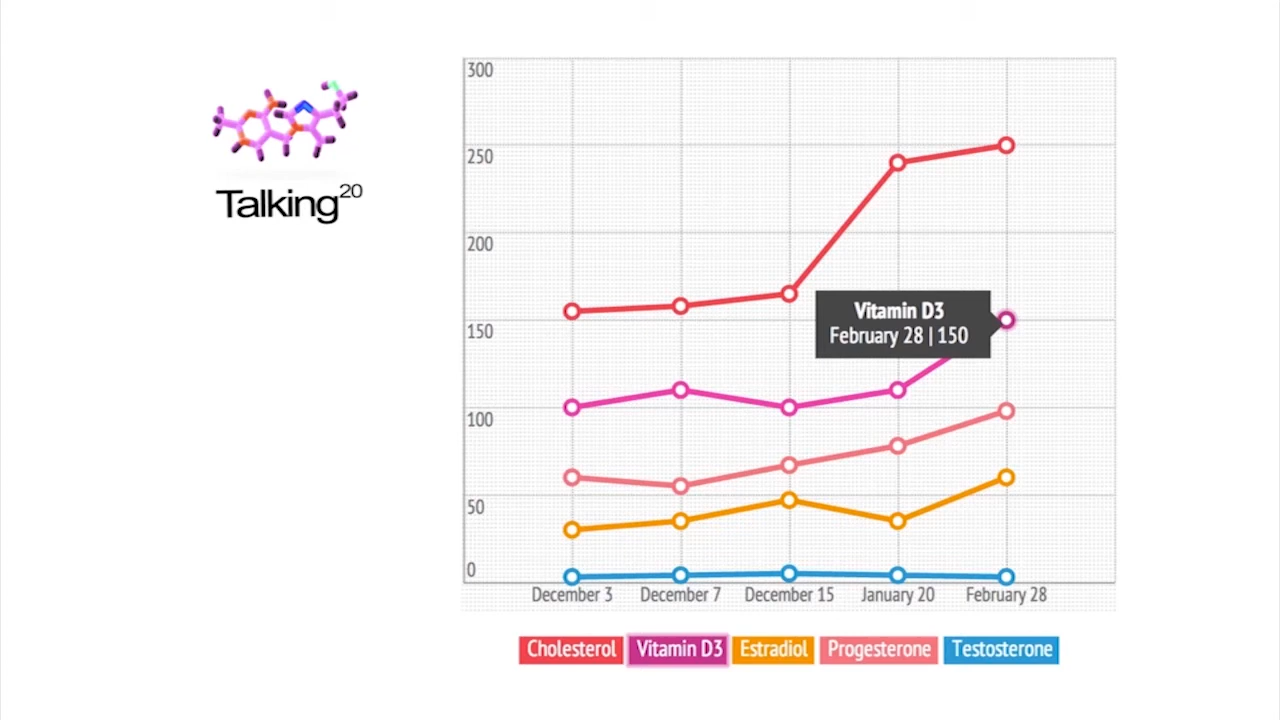 Talking20
300
250
200
150
100
50
0
Vitamin D3
February 28 | 150
December 3 December 7 December 15 January 20 February 28
Cholesterol Vitamin D3 Estradiol Progesterone Testosterone